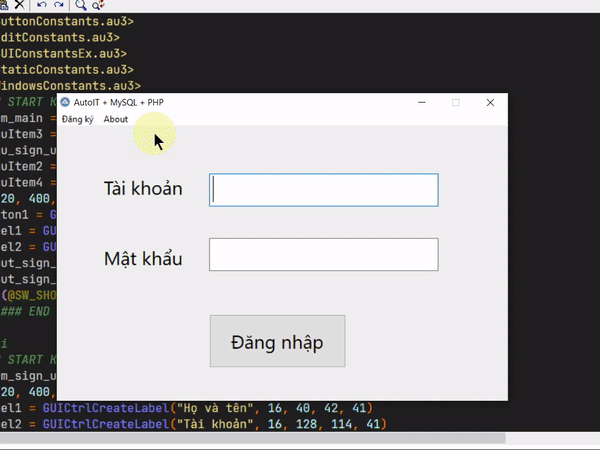 uttonConstants.au3>
ditConstants.au3>
UIConstantsEx.au3>
taticConstants.au3>
WindowsConstants.au3>
START K
m_main =
uItem3 =
u_sign_u
uItem2 =
uItem4 =
20, 400,
ton1 = G
el1 = GU
el2 = GU
ut_sign_
ut_sign_
(@SW_SHO
### END
i
START K
m_sign_u
20, 400,
AutoIT + MySQL + PHP
Đăng ký About
Tài khoản
Mật khẩu
Đăng nhập
el1 = GUICtrlCreateLabel("Họ và tên", 16, 40, 42, 41)
el2 = GUICtrlCreateLabel("Tài khoản", 16, 128, 114, 41)